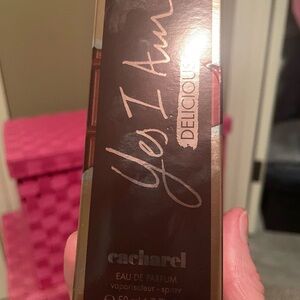 Yes I Am
DELICIOUS
cacharel
EAU DE PARFUM
vaporisateur - spray